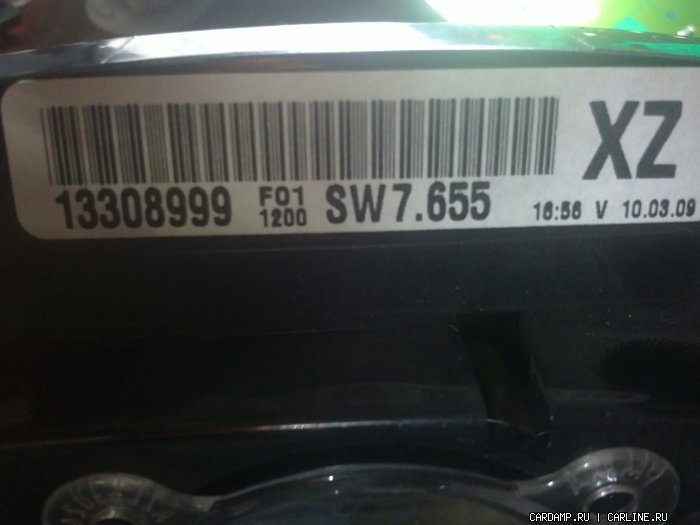 XZ
13308999 F01 1200 SW7.655 16:56 V 10.03.09
CARDAMP.RU | CARLINE.RU